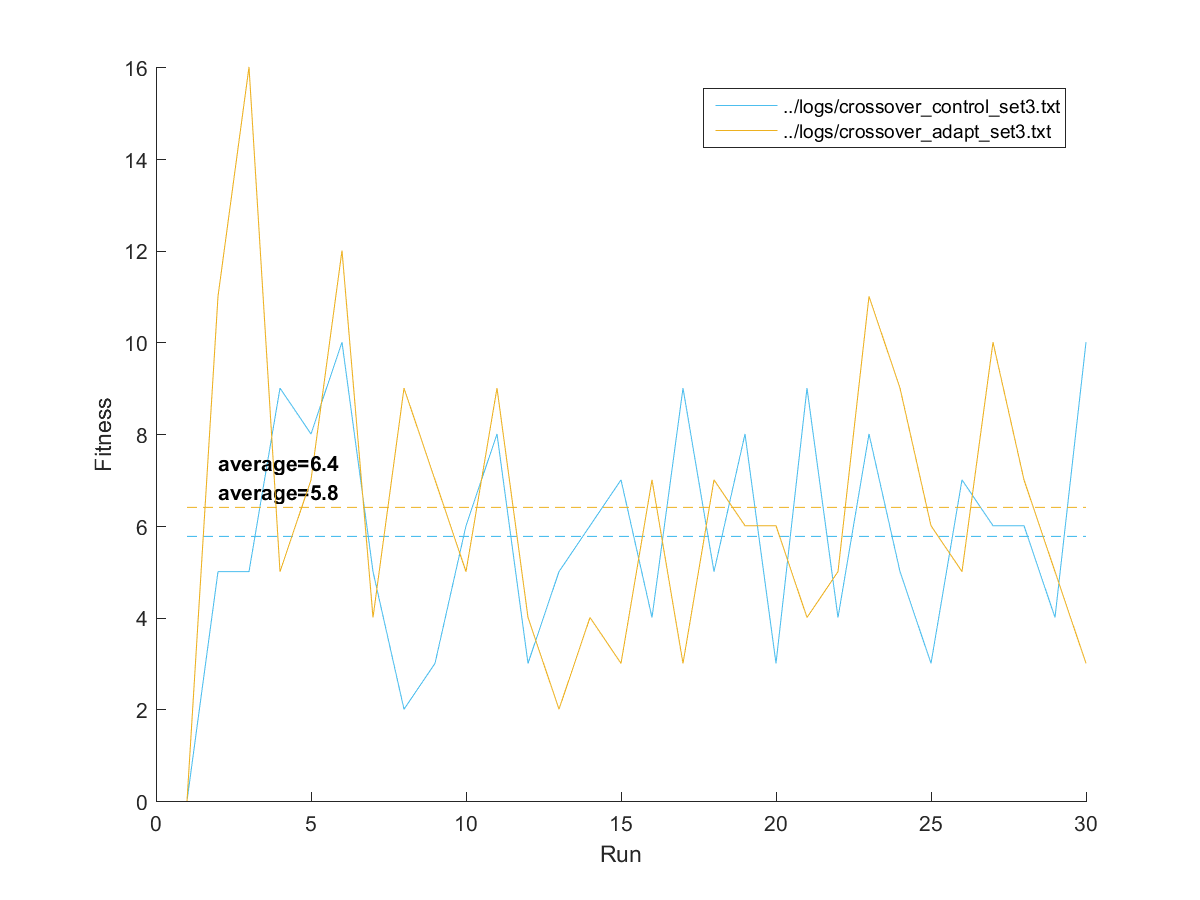 16
14
12
10
8
6
4
2
0
Fitness
../logs/crossover_control_set3.txt
../logs/crossover_adapt_set3.txt
average=6.4
average=5.8
0 5 10 15 20 25 30
Run